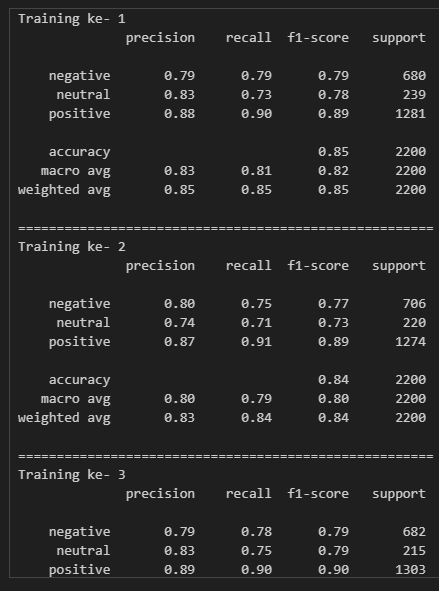 Training ke- 1
precision recall f1-score support
negative 0.79 0.79 0.79 680
neutral 0.83 0.73 0.78 239
positive 0.88 0.90 0.89 1281
accuracy 0.85 2200
macro avg 0.83 0.81 0.82 2200
weighted avg 0.85 0.85 0.85 2200
======================================================
Training ke- 2
precision recall f1-score support
negative 0.80 0.75 0.77 706
neutral 0.74 0.71 0.73 220
positive 0.87 0.91 0.89 1274
accuracy 0.84 2200
macro avg 0.80 0.79 0.80 2200
weighted avg 0.83 0.84 0.84 2200
======================================================
Training ke- 3
precision recall f1-score support
negative 0.79 0.78 0.79 682
neutral 0.83 0.75 0.79 215
positive 0.89 0.90 0.90 1303